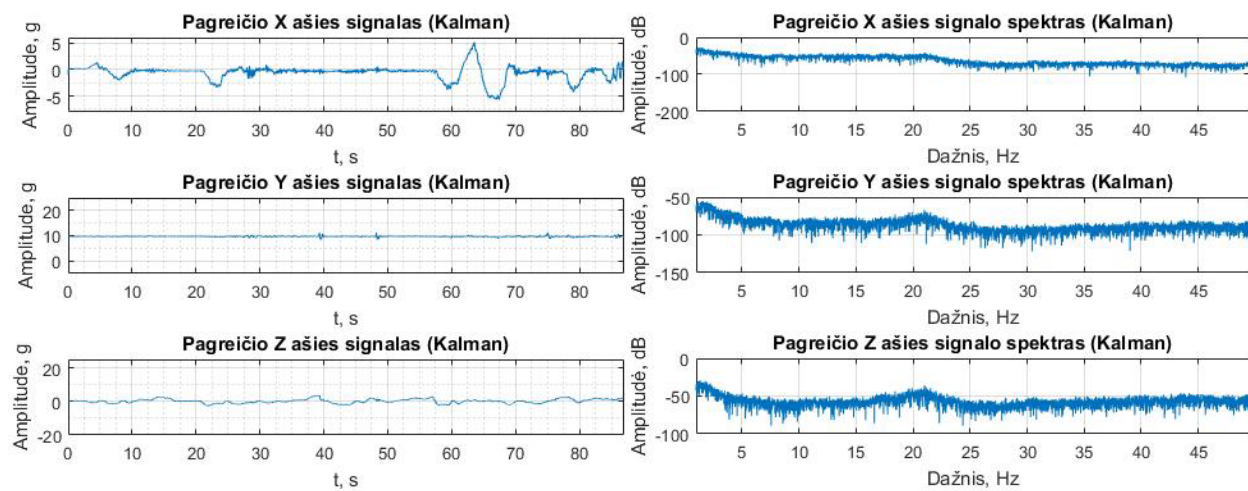 Pagreičio X ašies signalas (Kalman)
Amplitude, g
5
0
-5
0 10 20 30 40 50 60 70 80
t, s
Pagreičio X ašies signalo spektras (Kalman)
Amplitudė, dB
0
-100
-200
5 10 15 20 25 30 35 40 45
Dažnis, Hz
Pagreičio Y ašies signalas (Kalman)
Amplitude, g
20
10
0
0 10 20 30 40 50 60 70 80
t, s
Pagreičio Y ašies signalo spektras (Kalman)
Amplitudė, dB
-50
-100
-150
5 10 15 20 25 30 35 40 45
Dažnis, Hz
Pagreičio Z ašies signalas (Kalman)
Amplitude, g
20
0
-20
0 10 20 30 40 50 60 70 80
t, s
Pagreičio Z ašies signalo spektras (Kalman)
Amplitudė, dB
0
-50
-100
5 10 15 20 25 30 35 40 45
Dažnis, Hz